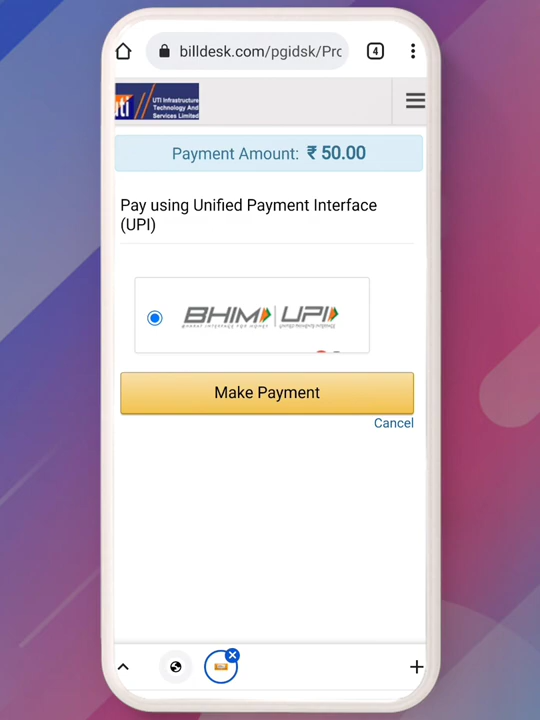 billdesk.com/pgidsk/Prc
4
uti
UTI Infrastructure
Technology And
Services Limited
Payment Amount: ₹ 50.00
Pay using Unified Payment Interface
(UPI)
BHIM UPI
Make Payment
Cancel